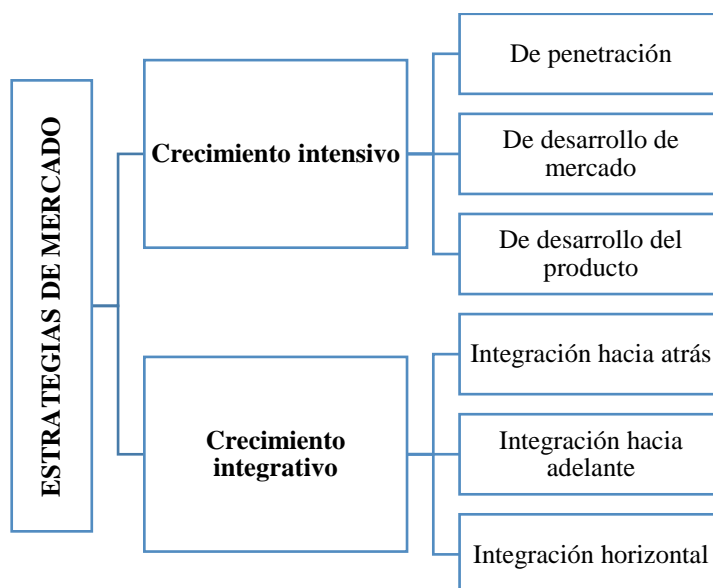 ESTRATEGIAS DE MERCADO
Crecimiento intensivo
De penetración
De desarrollo de
mercado
De desarrollo del
producto
Crecimiento
integrativo
Integración hacia atrás
Integración hacia
adelante
Integración horizontal